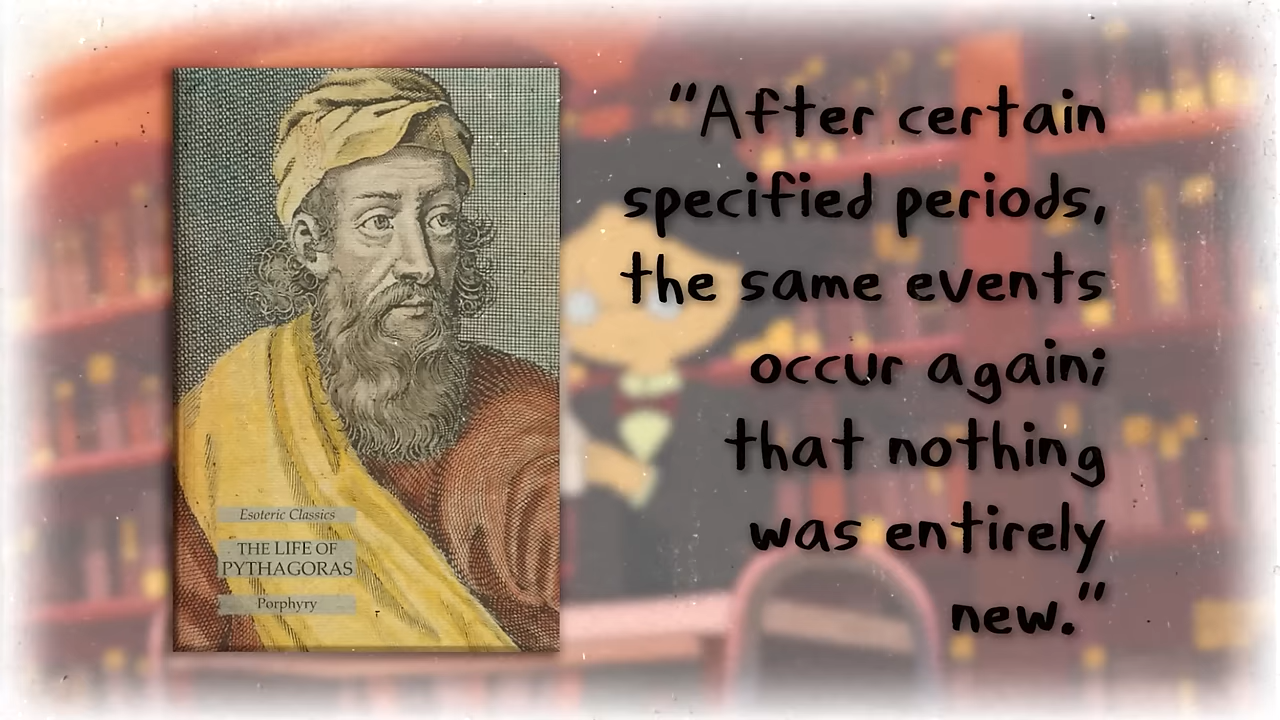 Esoteric Classics
THE LIFE OF
PYTHAGORAS
Porphyry
“After certain
specified periods,
the same events
occur again;
that nothing
was entirely
new.”